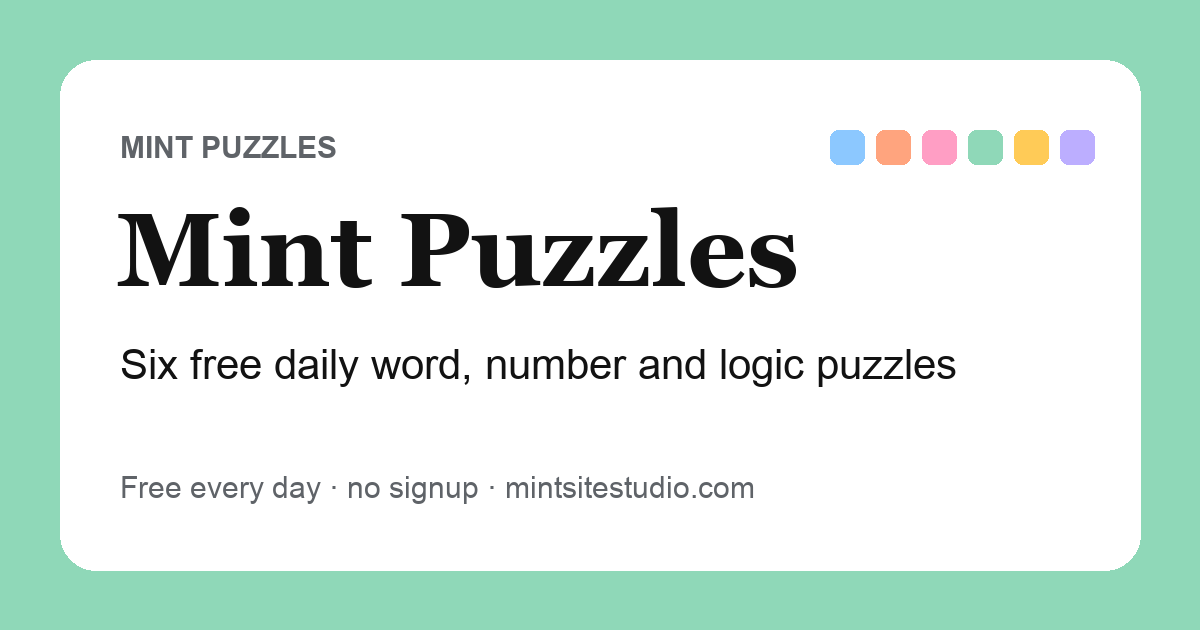 MINT PUZZLES
Mint Puzzles
Six free daily word, number and logic puzzles
Free every day · no signup · mintsitestudio.com